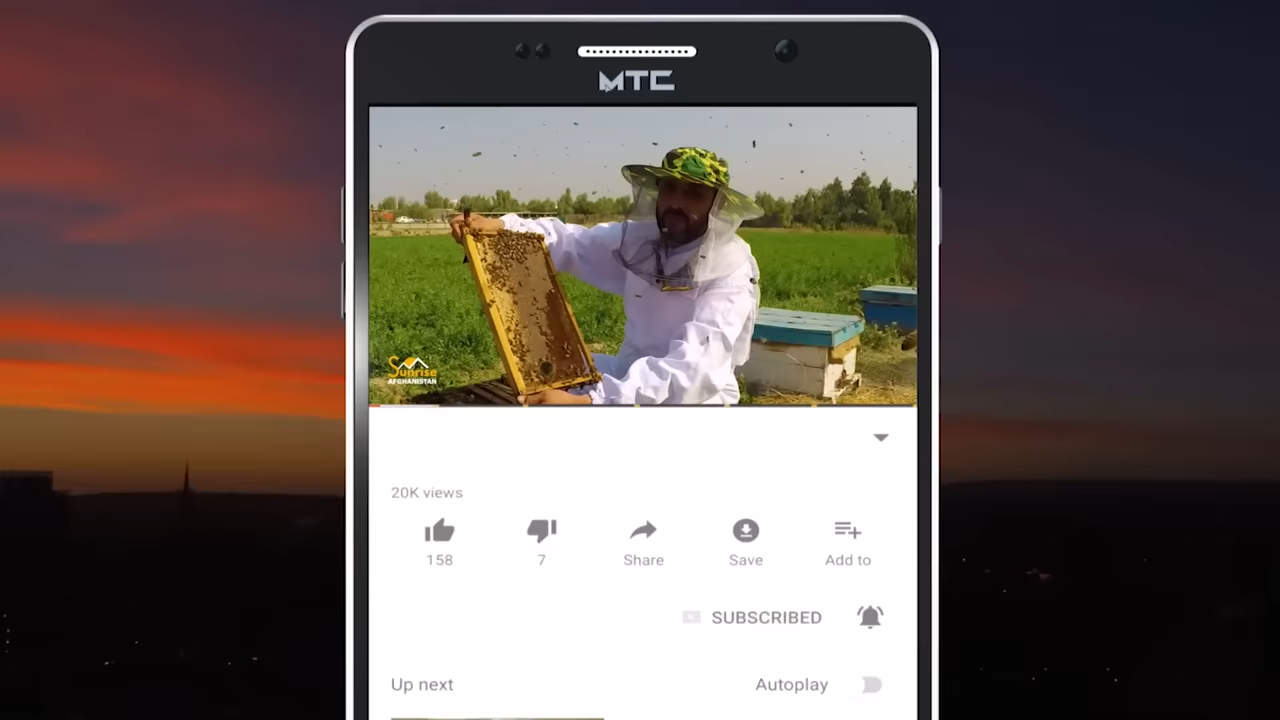 MTC
Sunrise
AFGHANISTAN
20K views
158
7
Share
Save
Add to
SUBSCRIBED
Up next
Autoplay